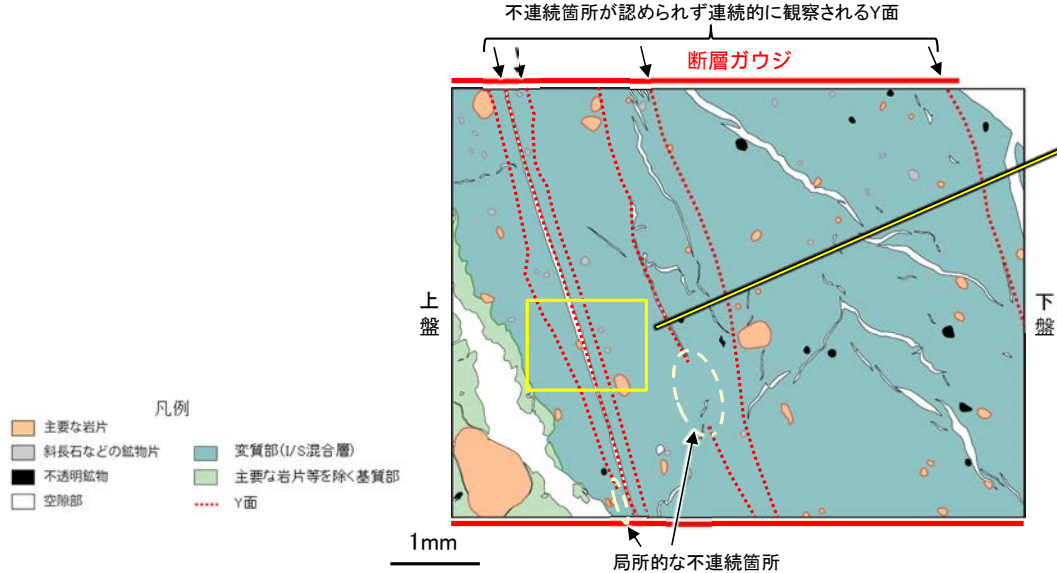 不連続箇所が認められず連続的に観察されるY面
断層ガウジ
上
盤
下
盤
凡例
主要な岩片
斜長石などの鉱物片
不透明鉱物
空隙部
変質部(I/S混合層)
主要な岩片等を除く基質部
Y面
1mm
局所的な不連続箇所